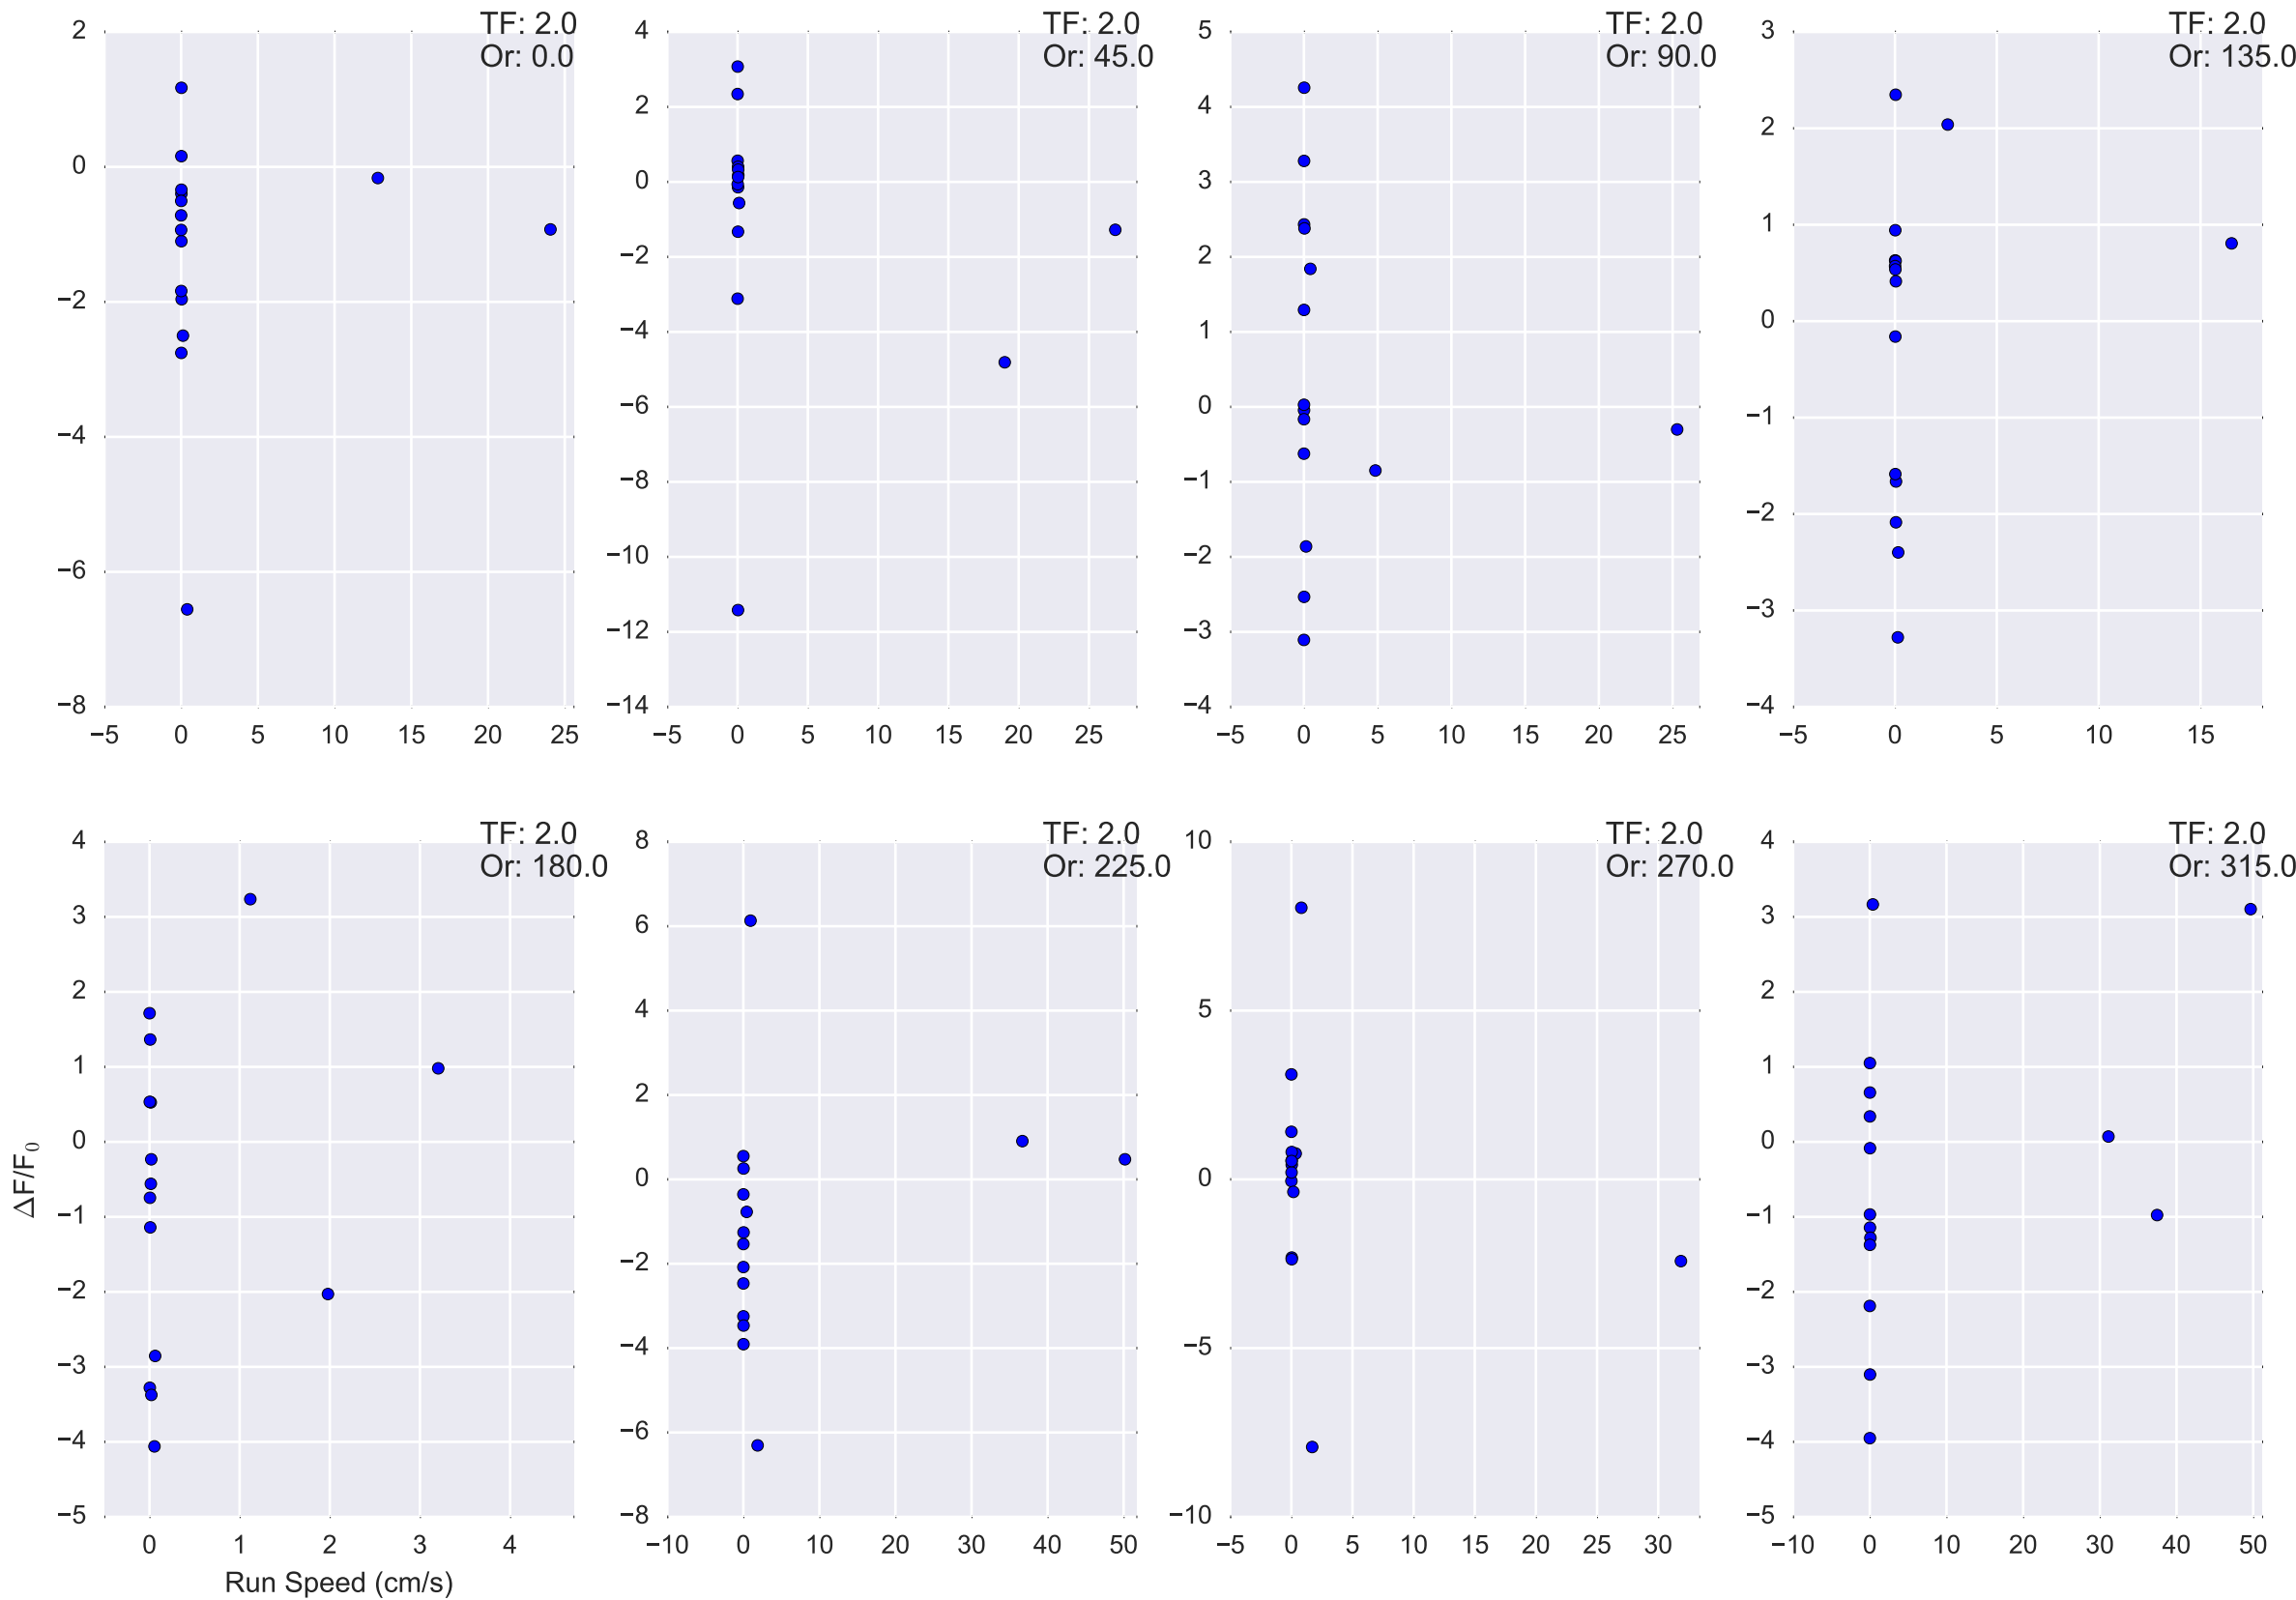 TF: 2.0
Or: 0.0
2
0
−2
−4
−6
−8
−5 0 5 10 15 20 25
TF: 2.0
Or: 45.0
4
2
0
−2
−4
−6
−8
−10
−12
−14
−5 0 5 10 15 20 25
TF: 2.0
Or: 90.0
5
4
3
2
1
0
−1
−2
−3
−4
−5 0 5 10 15 20 25
TF: 2.0
Or: 135.0
3
2
1
0
−1
−2
−3
−4
−5 0 5 10 15
TF: 2.0
Or: 180.0
4
3
2
1
0
−1
−2
−3
−4
−5
ΔF/F₀
0 1 2 3 4
Run Speed (cm/s)
TF: 2.0
Or: 225.0
8
6
4
2
0
−2
−4
−6
−8
−10 0 10 20 30 40 50
TF: 2.0
Or: 270.0
10
5
0
−5
−10
−5 0 5 10 15 20 25 30
TF: 2.0
Or: 315.0
4
3
2
1
0
−1
−2
−3
−4
−5
−10 0 10 20 30 40 50